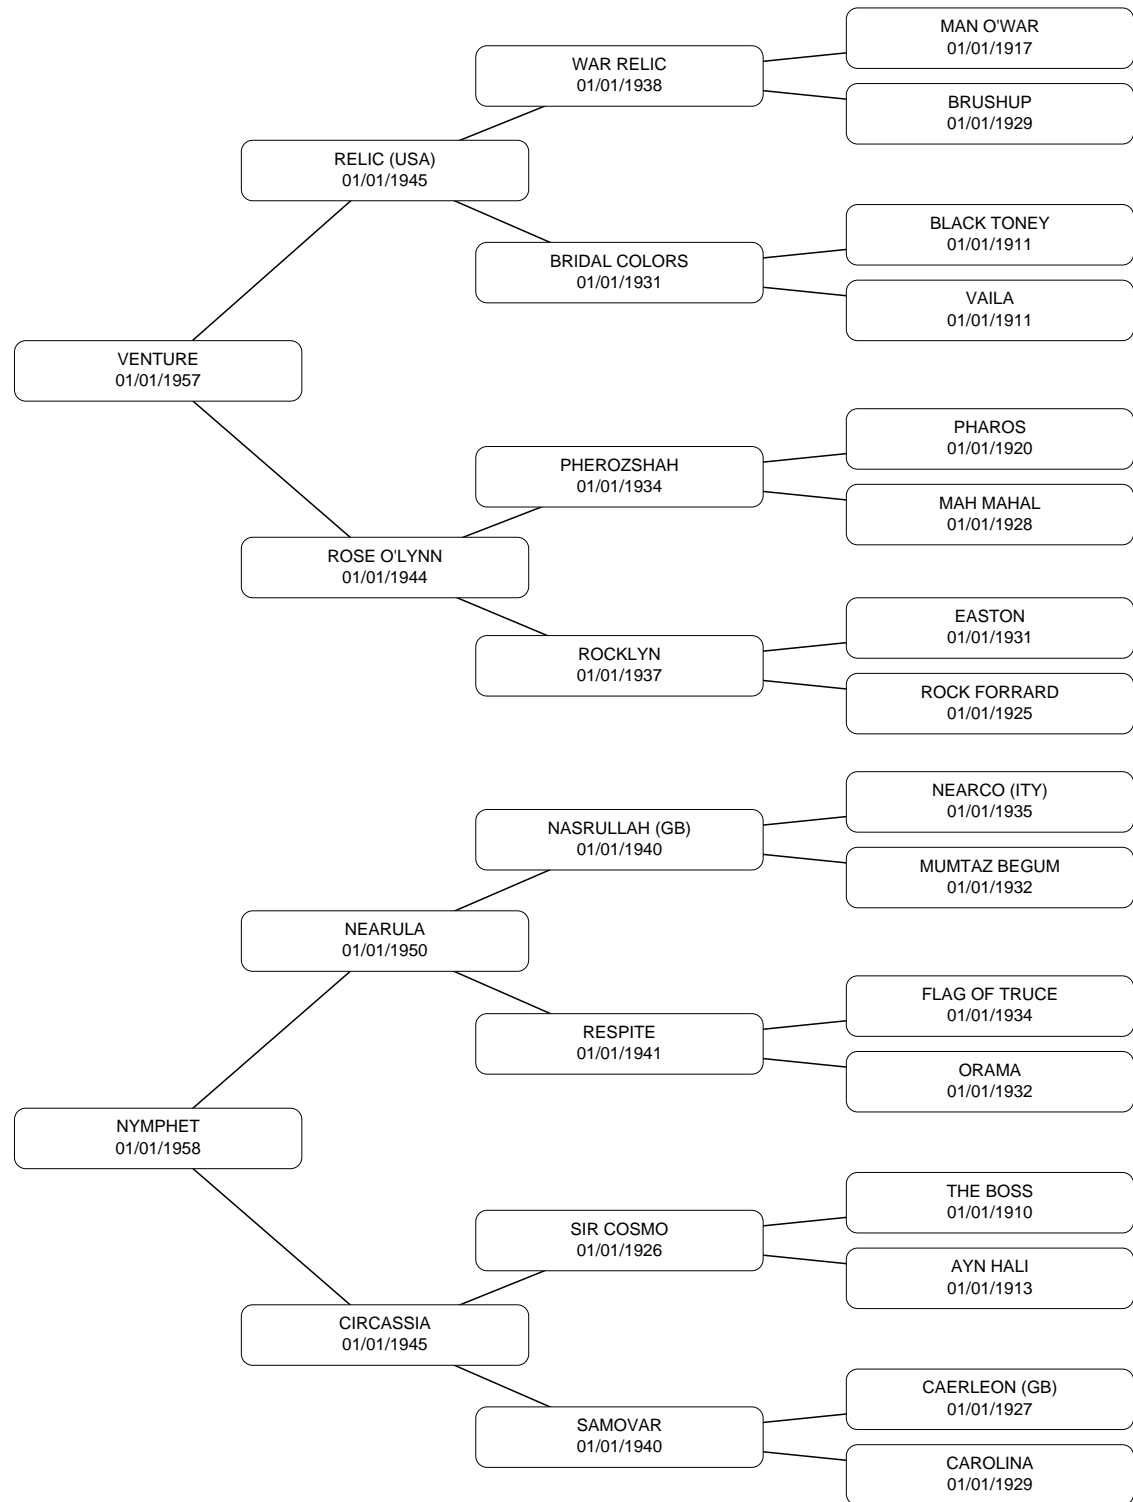 MAN O'WAR
01/01/1917
WAR RELIC
01/01/1938
BRUSHUP
01/01/1929
RELIC (USA)
01/01/1945
BLACK TONEY
01/01/1911
BRIDAL COLORS
01/01/1931
VAILA
01/01/1911
VENTURE
01/01/1957
PHAROS
01/01/1920
PHEROZSHAH
01/01/1934
MAH MAHAL
01/01/1928
ROSE O'LYNN
01/01/1944
EASTON
01/01/1931
ROCKLYN
01/01/1937
ROCK FORRARD
01/01/1925
NEARCO (ITY)
01/01/1935
NASRULLAH (GB)
01/01/1940
MUMTAZ BEGUM
01/01/1932
NEARULA
01/01/1950
FLAG OF TRUCE
01/01/1934
RESPITE
01/01/1941
ORAMA
01/01/1932
NYMPHET
01/01/1958
THE BOSS
01/01/1910
SIR COSMO
01/01/1926
AYN HALI
01/01/1913
CIRCASSIA
01/01/1945
CAERLEON (GB)
01/01/1927
SAMOVAR
01/01/1940
CAROLINA
01/01/1929